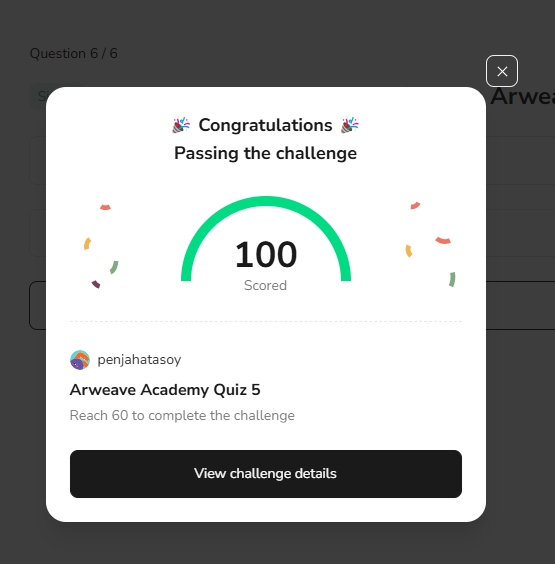 Question 6 / 6
Arwea
Congratulations
Passing the challenge
100
Scored
penjahatasoy
Arweave Academy Quiz 5
Reach 60 to complete the challenge
View challenge details